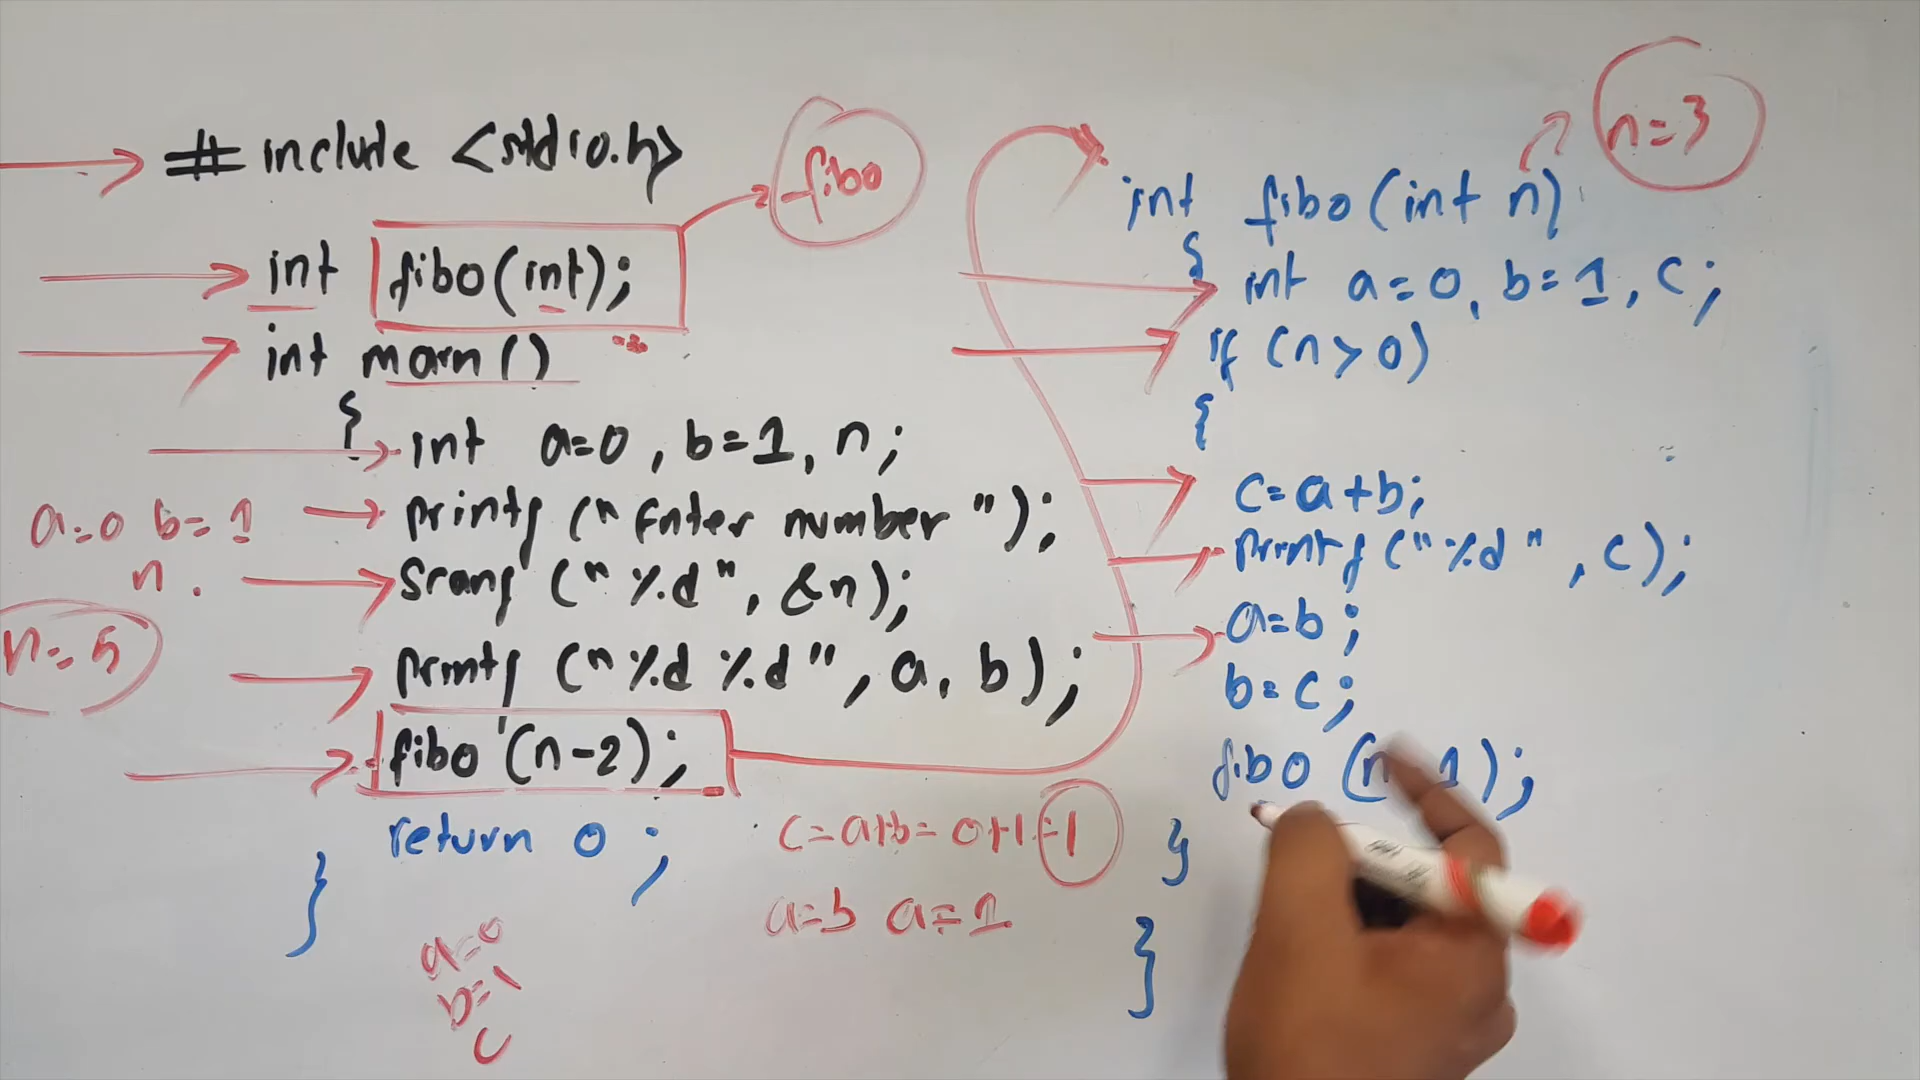 # include <stdio.h>
fibo
int fibo(int);
int main()
{
int a=0, b=1, n;
a=0 b=1
printf ("Enter number");
n.
Scanf ("%d", &n);
n=5
printf ("%d %d", a, b);
fibo (n-2);
return 0;
}
a=0
b=1
c
c=a+b= 0+1=1
a=b a=1
n=3
int fibo(int n)
{
int a=0, b=1, c;
if (n>0)
{
c=a+b;
printf ("%d", c);
a=b;
b=c;
fibo (n-1);
}
}